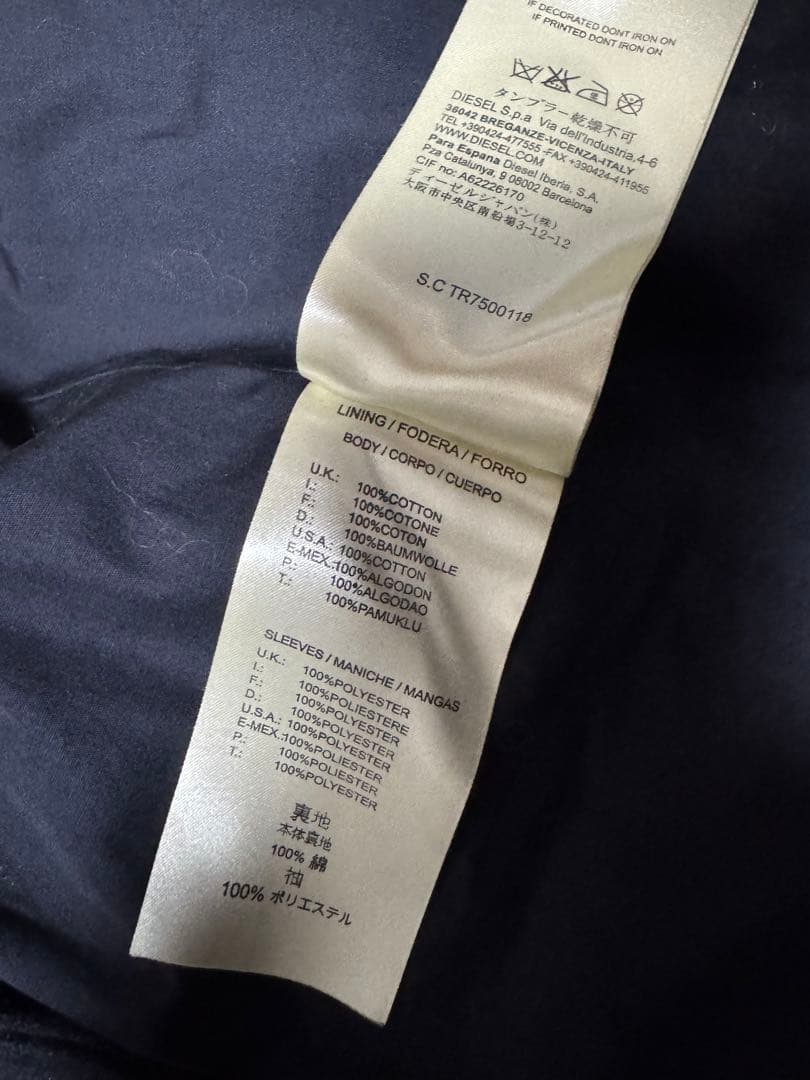 IF DECORATED DONT IRON ON
IF PRINTED DONT IRON ON
タンブラー乾燥不可
DIESEL S.p.a Via dell'Industria,4-6
36042 BREGANZE-VICENZA-ITALY
TEL +390424-477555 -FAX +390424-411955
WWW.DIESEL.COM
Para Espana Diesel Iberia, S.A.
Pza Catalunya, 9 08002 Barcelona
CIF no: A62226170
ディーゼルジャパン(株)
大阪市中央区南船場3-12-12
S.C TR7500118
LINING / FODERA / FORRO
BODY / CORPO / CUERPO
U.K.: 100%COTTON
I.: 100%COTONE
F.: 100%COTON
D.: 100%BAUMWOLLE
U.S.A.: 100%COTTON
E-MEX.:100%ALGODON
P.: 100%ALGODAO
T.: 100%PAMUKLU
SLEEVES / MANICHE / MANGAS
U.K.: 100%POLYESTER
I.: 100%POLIESTERE
F.: 100%POLYESTER
D.: 100%POLYESTER
U.S.A.: 100%POLYESTER
E-MEX.:100%POLIESTER
P.: 100%POLIESTER
T.: 100%POLYESTER
裏地
本体裏地
100% 綿
袖
100% ポリエステル